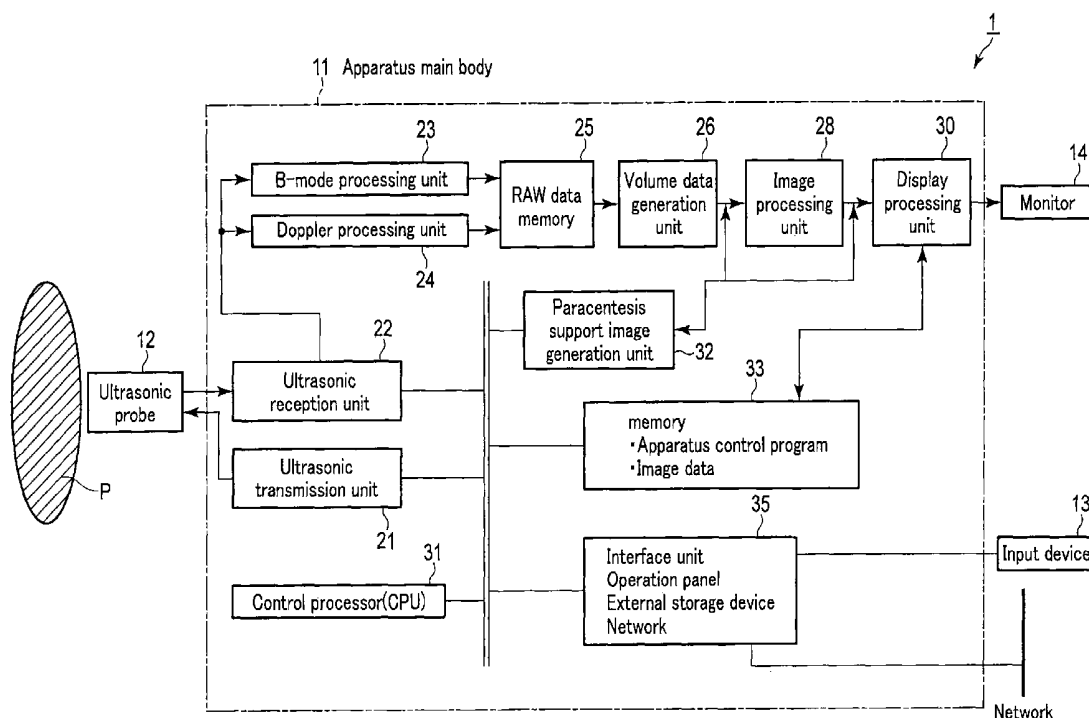 1
11 Apparatus main body
23
25
26
28
30
14
B-mode processing unit
RAW data
memory
Volume data
generation
unit
Image
processing
unit
Display
processing
unit
Monitor
Doppler processing unit
24
12
Ultrasonic
probe
22
Ultrasonic
reception unit
Paracentesis
support image
generation unit
32
33
memory
・Apparatus control program
・Image data
Ultrasonic
transmission unit
21
P
35
13
31
Control processor(CPU)
Interface unit
Operation panel
External storage device
Network
Input device
Network